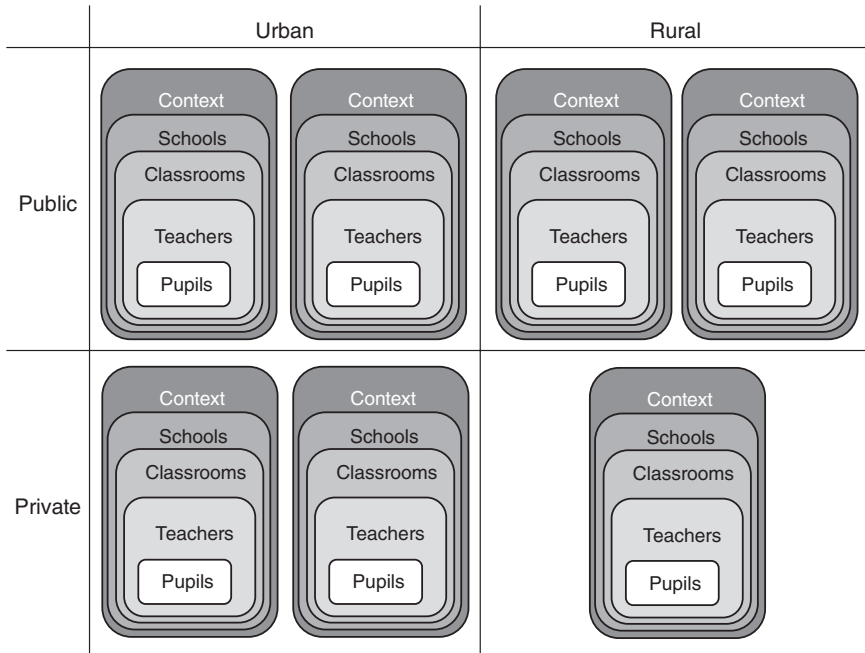 Urban Rural
Public
Context Context Context Context
Schools Schools Schools Schools
Classrooms Classrooms Classrooms Classrooms
Teachers Teachers Teachers Teachers
Pupils Pupils Pupils Pupils
Private
Context Context Context
Schools Schools Schools
Classrooms Classrooms Classrooms
Teachers Teachers Teachers
Pupils Pupils Pupils